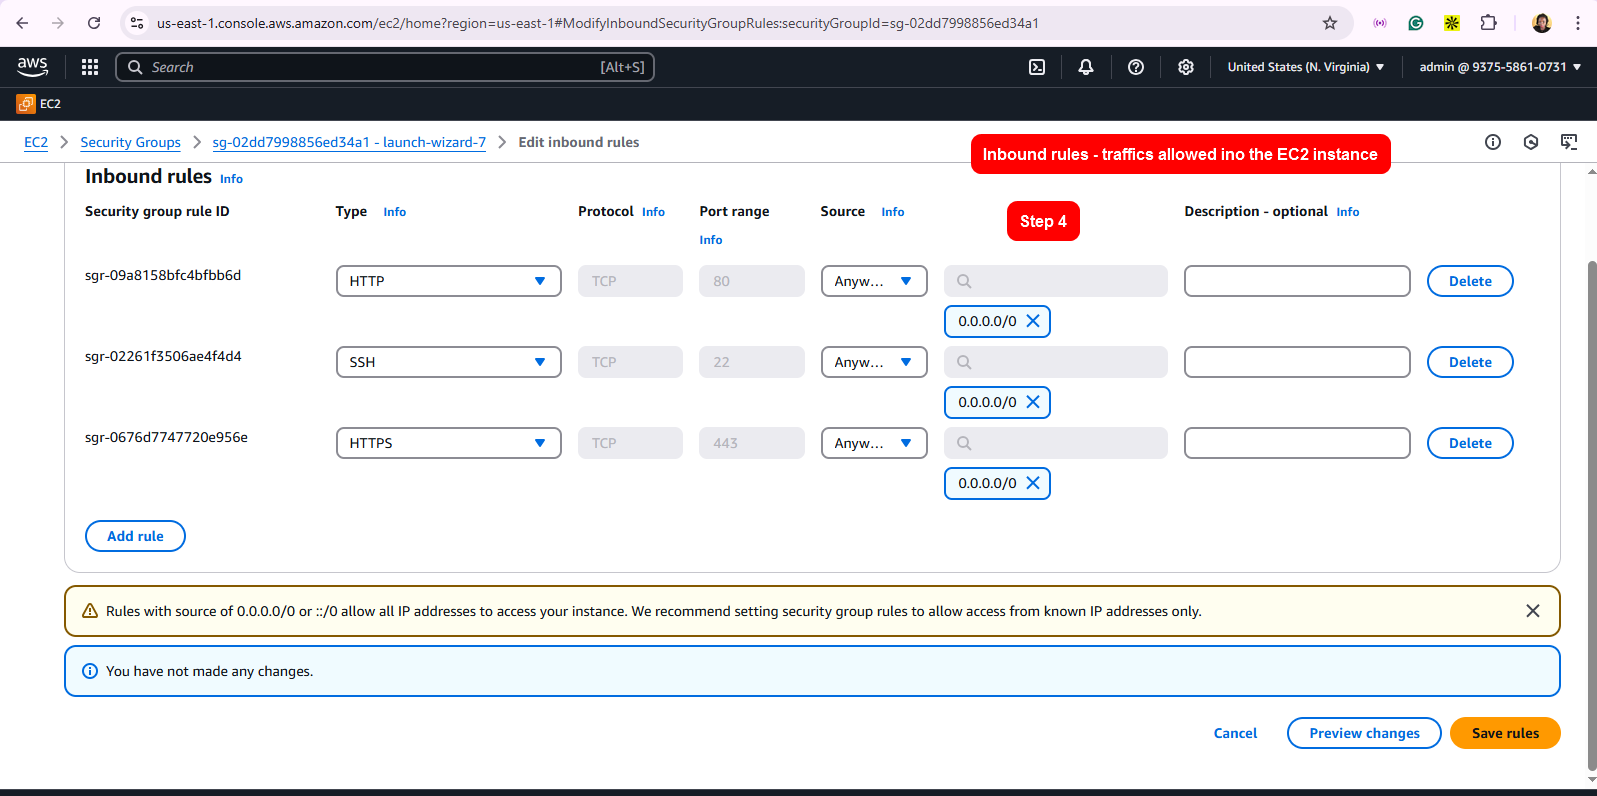 us-east-1.console.aws.amazon.com/ec2/home?region=us-east-1#ModifyInboundSecurityGroupRules:securityGroupId=sg-02dd7998856ed34a1
aws Search [Alt+S] United States (N. Virginia) admin @ 9375-5861-0731
EC2
EC2 Security Groups sg-02dd7998856ed34a1 - launch-wizard-7 Edit inbound rules
Inbound rules - traffics allowed ino the EC2 instance
Inbound rules Info
Security group rule ID Type Info Protocol Info Port range Info Source Info Description - optional Info
Step 4
sgr-09a8158bfc4bfbb6d HTTP TCP 80 Anyw... Delete
0.0.0.0/0
sgr-02261f3506ae4f4d4 SSH TCP 22 Anyw... Delete
0.0.0.0/0
sgr-0676d7747720e956e HTTPS TCP 443 Anyw... Delete
0.0.0.0/0
Add rule
Rules with source of 0.0.0.0/0 or ::/0 allow all IP addresses to access your instance. We recommend setting security group rules to allow access from known IP addresses only.
You have not made any changes.
Cancel Preview changes Save rules